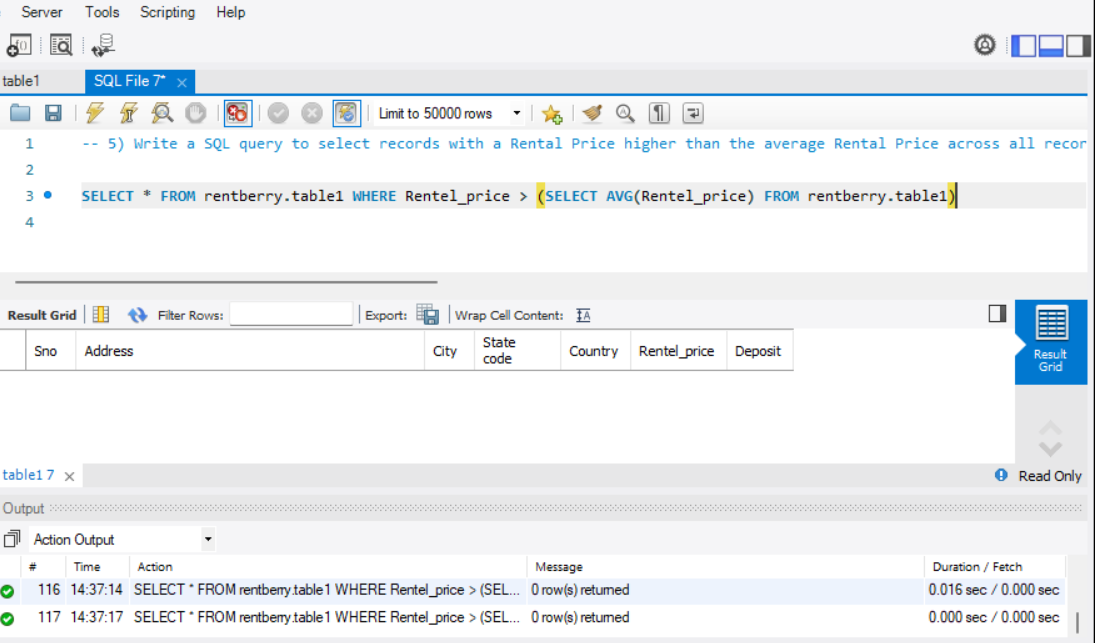 Server Tools Scripting Help
table1 SQL File 7*
Limit to 50000 rows
1 -- 5) Write a SQL query to select records with a Rental Price higher than the average Rental Price across all recor
2
3 SELECT * FROM rentberry.table1 WHERE Rentel_price > (SELECT AVG(Rentel_price) FROM rentberry.table1)
4
Result Grid Filter Rows: Export: Wrap Cell Content: IA
Sno Address City State code Country Rentel_price Deposit
Result Grid
table1 7 Read Only
Output
Action Output
# Time Action Message Duration / Fetch
116 14:37:14 SELECT * FROM rentberry.table1 WHERE Rentel_price > (SEL... 0 row(s) returned 0.016 sec / 0.000 sec
117 14:37:17 SELECT * FROM rentberry.table1 WHERE Rentel_price > (SEL... 0 row(s) returned 0.000 sec / 0.000 sec